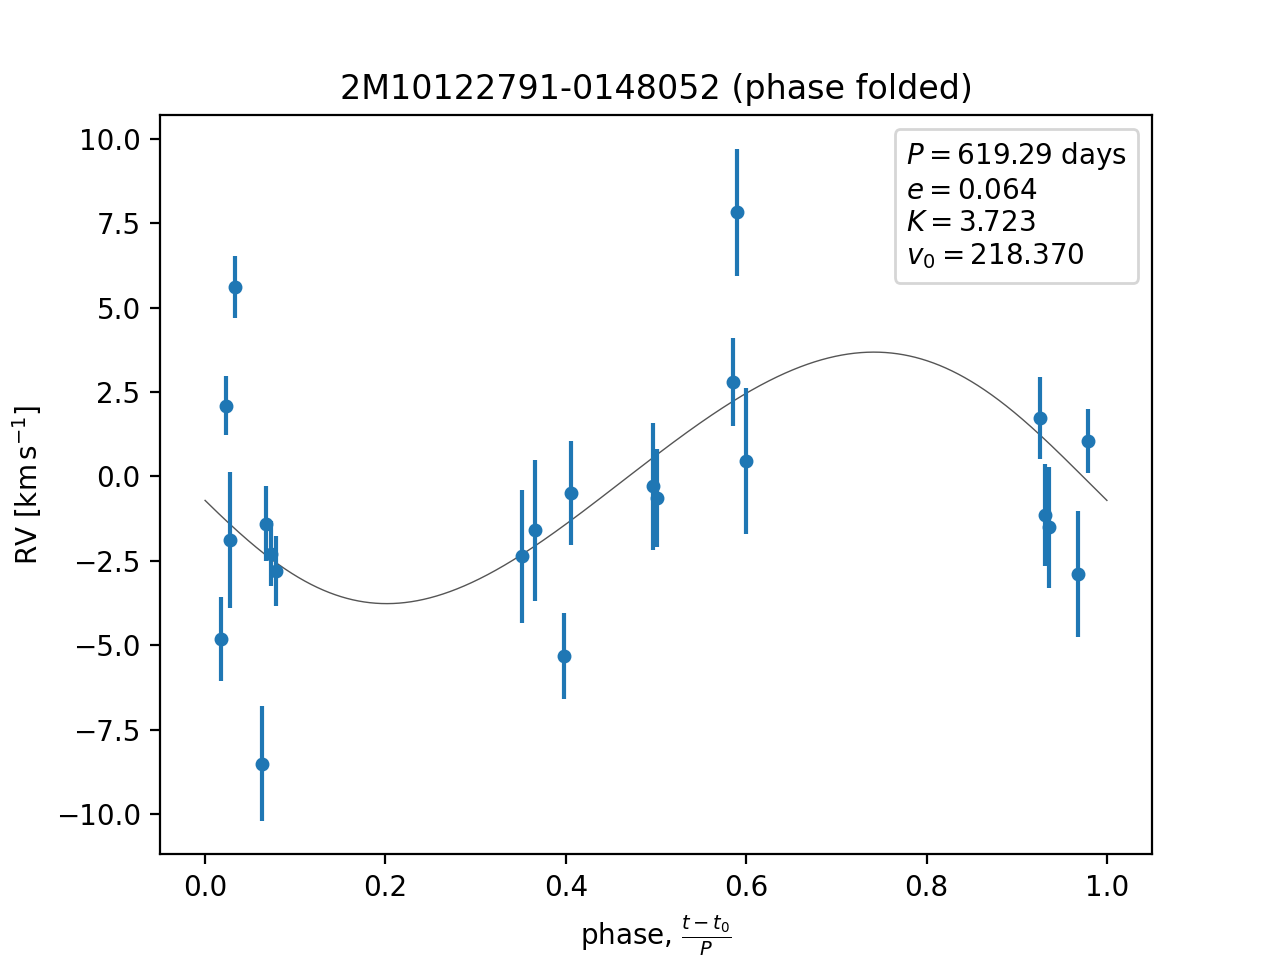 2M10122791-0148052 (phase folded)
P = 619.29 days
e = 0.064
K = 3.723
v₀ = 218.370
RV [km s⁻¹]
10.0
7.5
5.0
2.5
0.0
−2.5
−5.0
−7.5
−10.0
0.0 0.2 0.4 0.6 0.8 1.0
phase, (t − t₀)/P